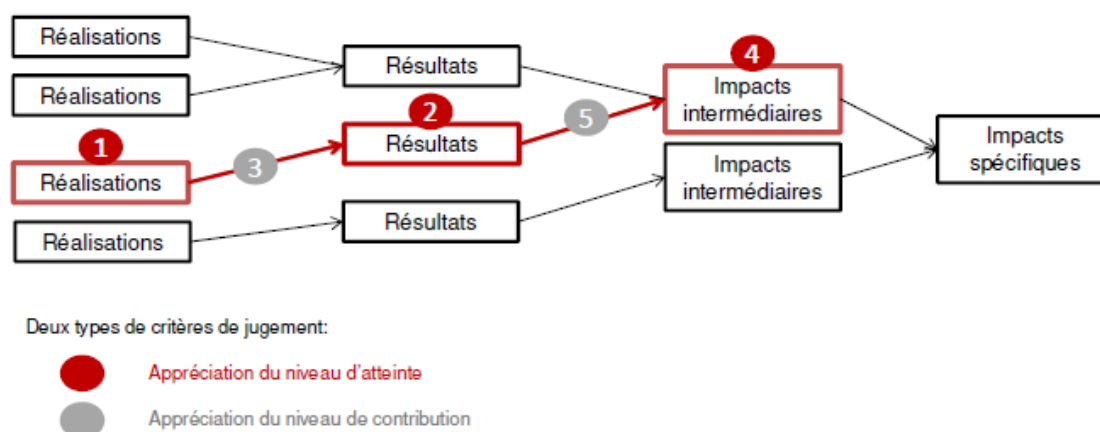 Réalisations
Réalisations
1
Réalisations
Réalisations
3
Résultats
2
Résultats
Résultats
5
4
Impacts
intermédiaires
Impacts
intermédiaires
Impacts
spécifiques
Deux types de critères de jugement:
Appréciation du niveau d'atteinte
Appréciation du niveau de contribution